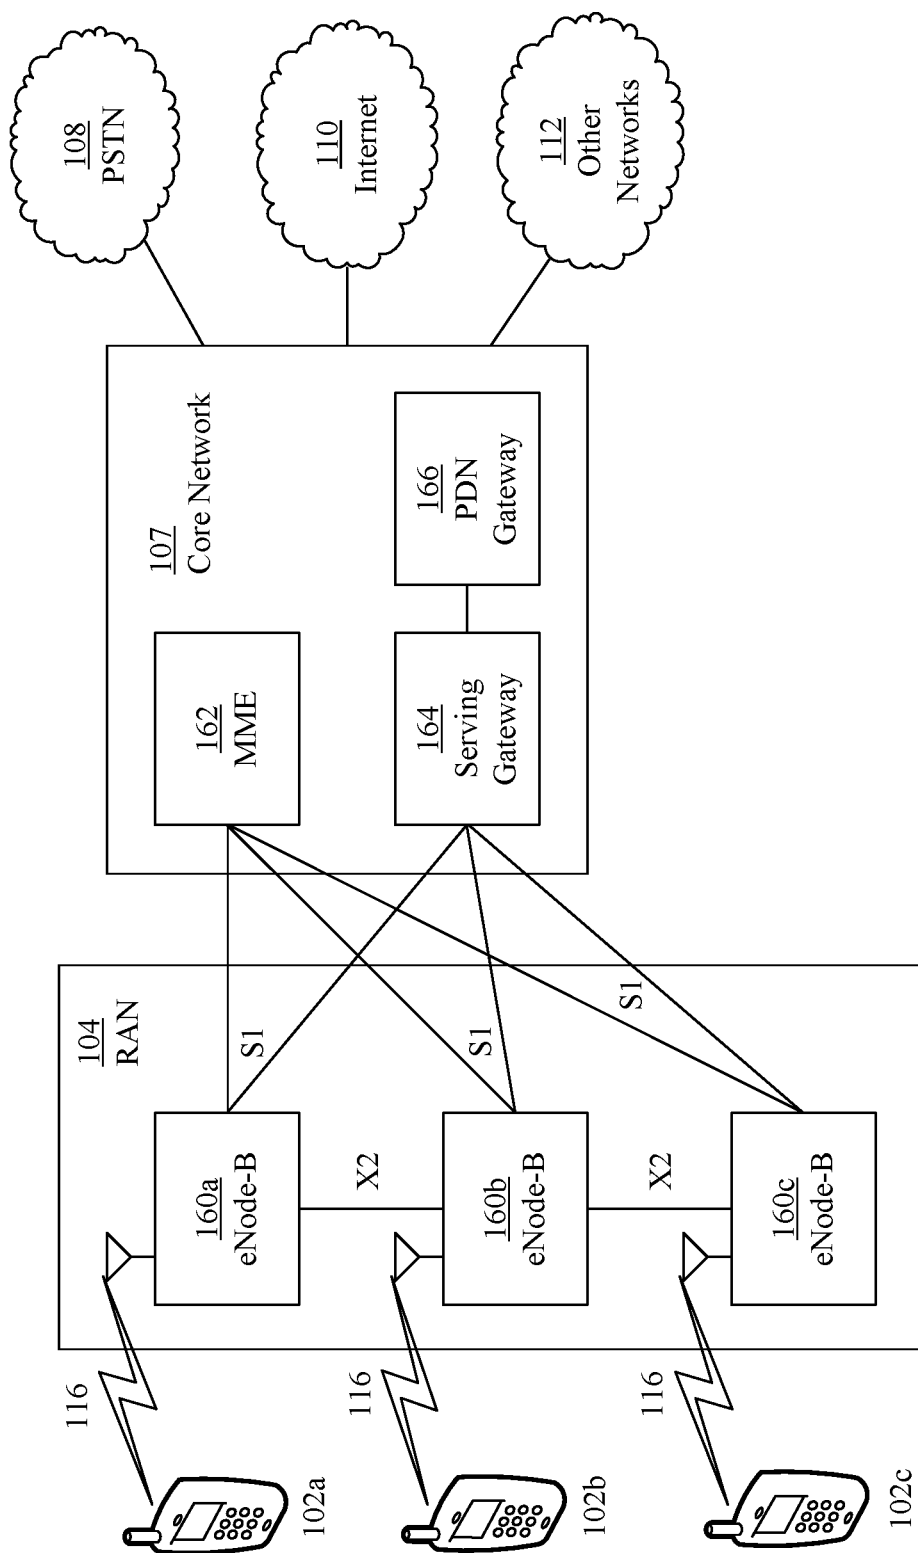 102a
116
104
RAN
160a
eNode-B
S1
107
Core Network
162
MME
108
PSTN
X2
102b
116
160b
eNode-B
S1
164
Serving
Gateway
166
PDN
Gateway
110
Internet
X2
102c
116
160c
eNode-B
S1
112
Other
Networks